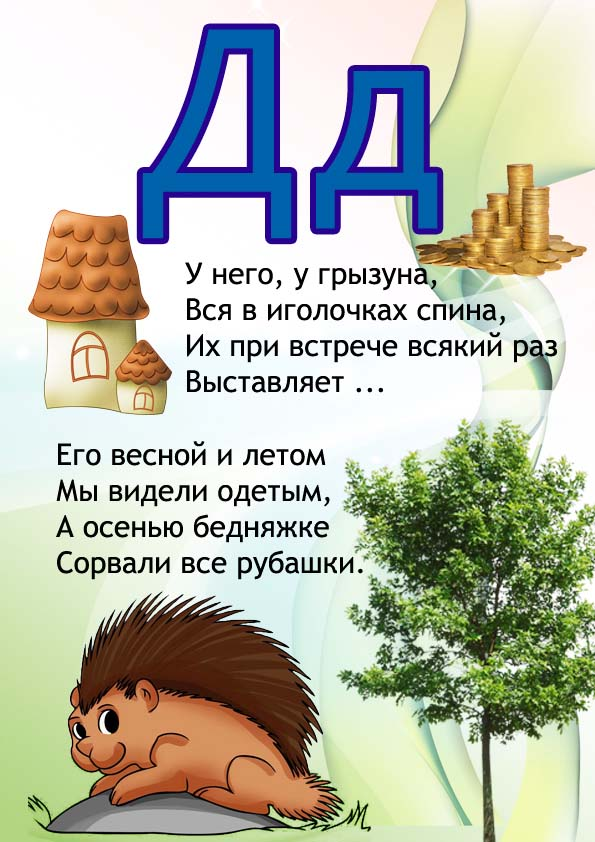 Дд
У него, у грызуна,
Вся в иголочках спина,
Их при встрече всякий раз
Выставляет ...
Его весной и летом
Мы видели одетым,
А осенью бедняжке
Сорвали все рубашки.